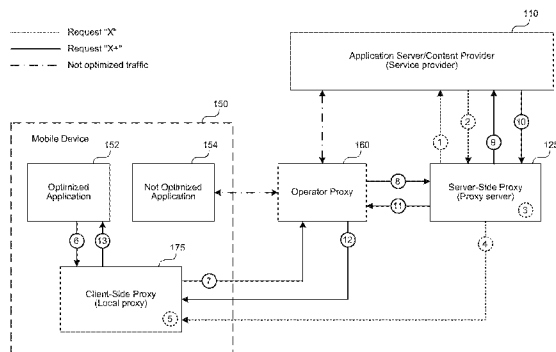 Request "X"
Request "X+"
Not optimized traffic
110
Application Server/Content Provider
(Service provider)
150
Mobile Device
152
Optimized
Application
154
Not Optimized
Application
160
Operator Proxy
125
Server-Side Proxy
(Proxy server)
3
1
2
9
10
8
11
12
4
6
13
7
175
Client-Side Proxy
(Local proxy)
5